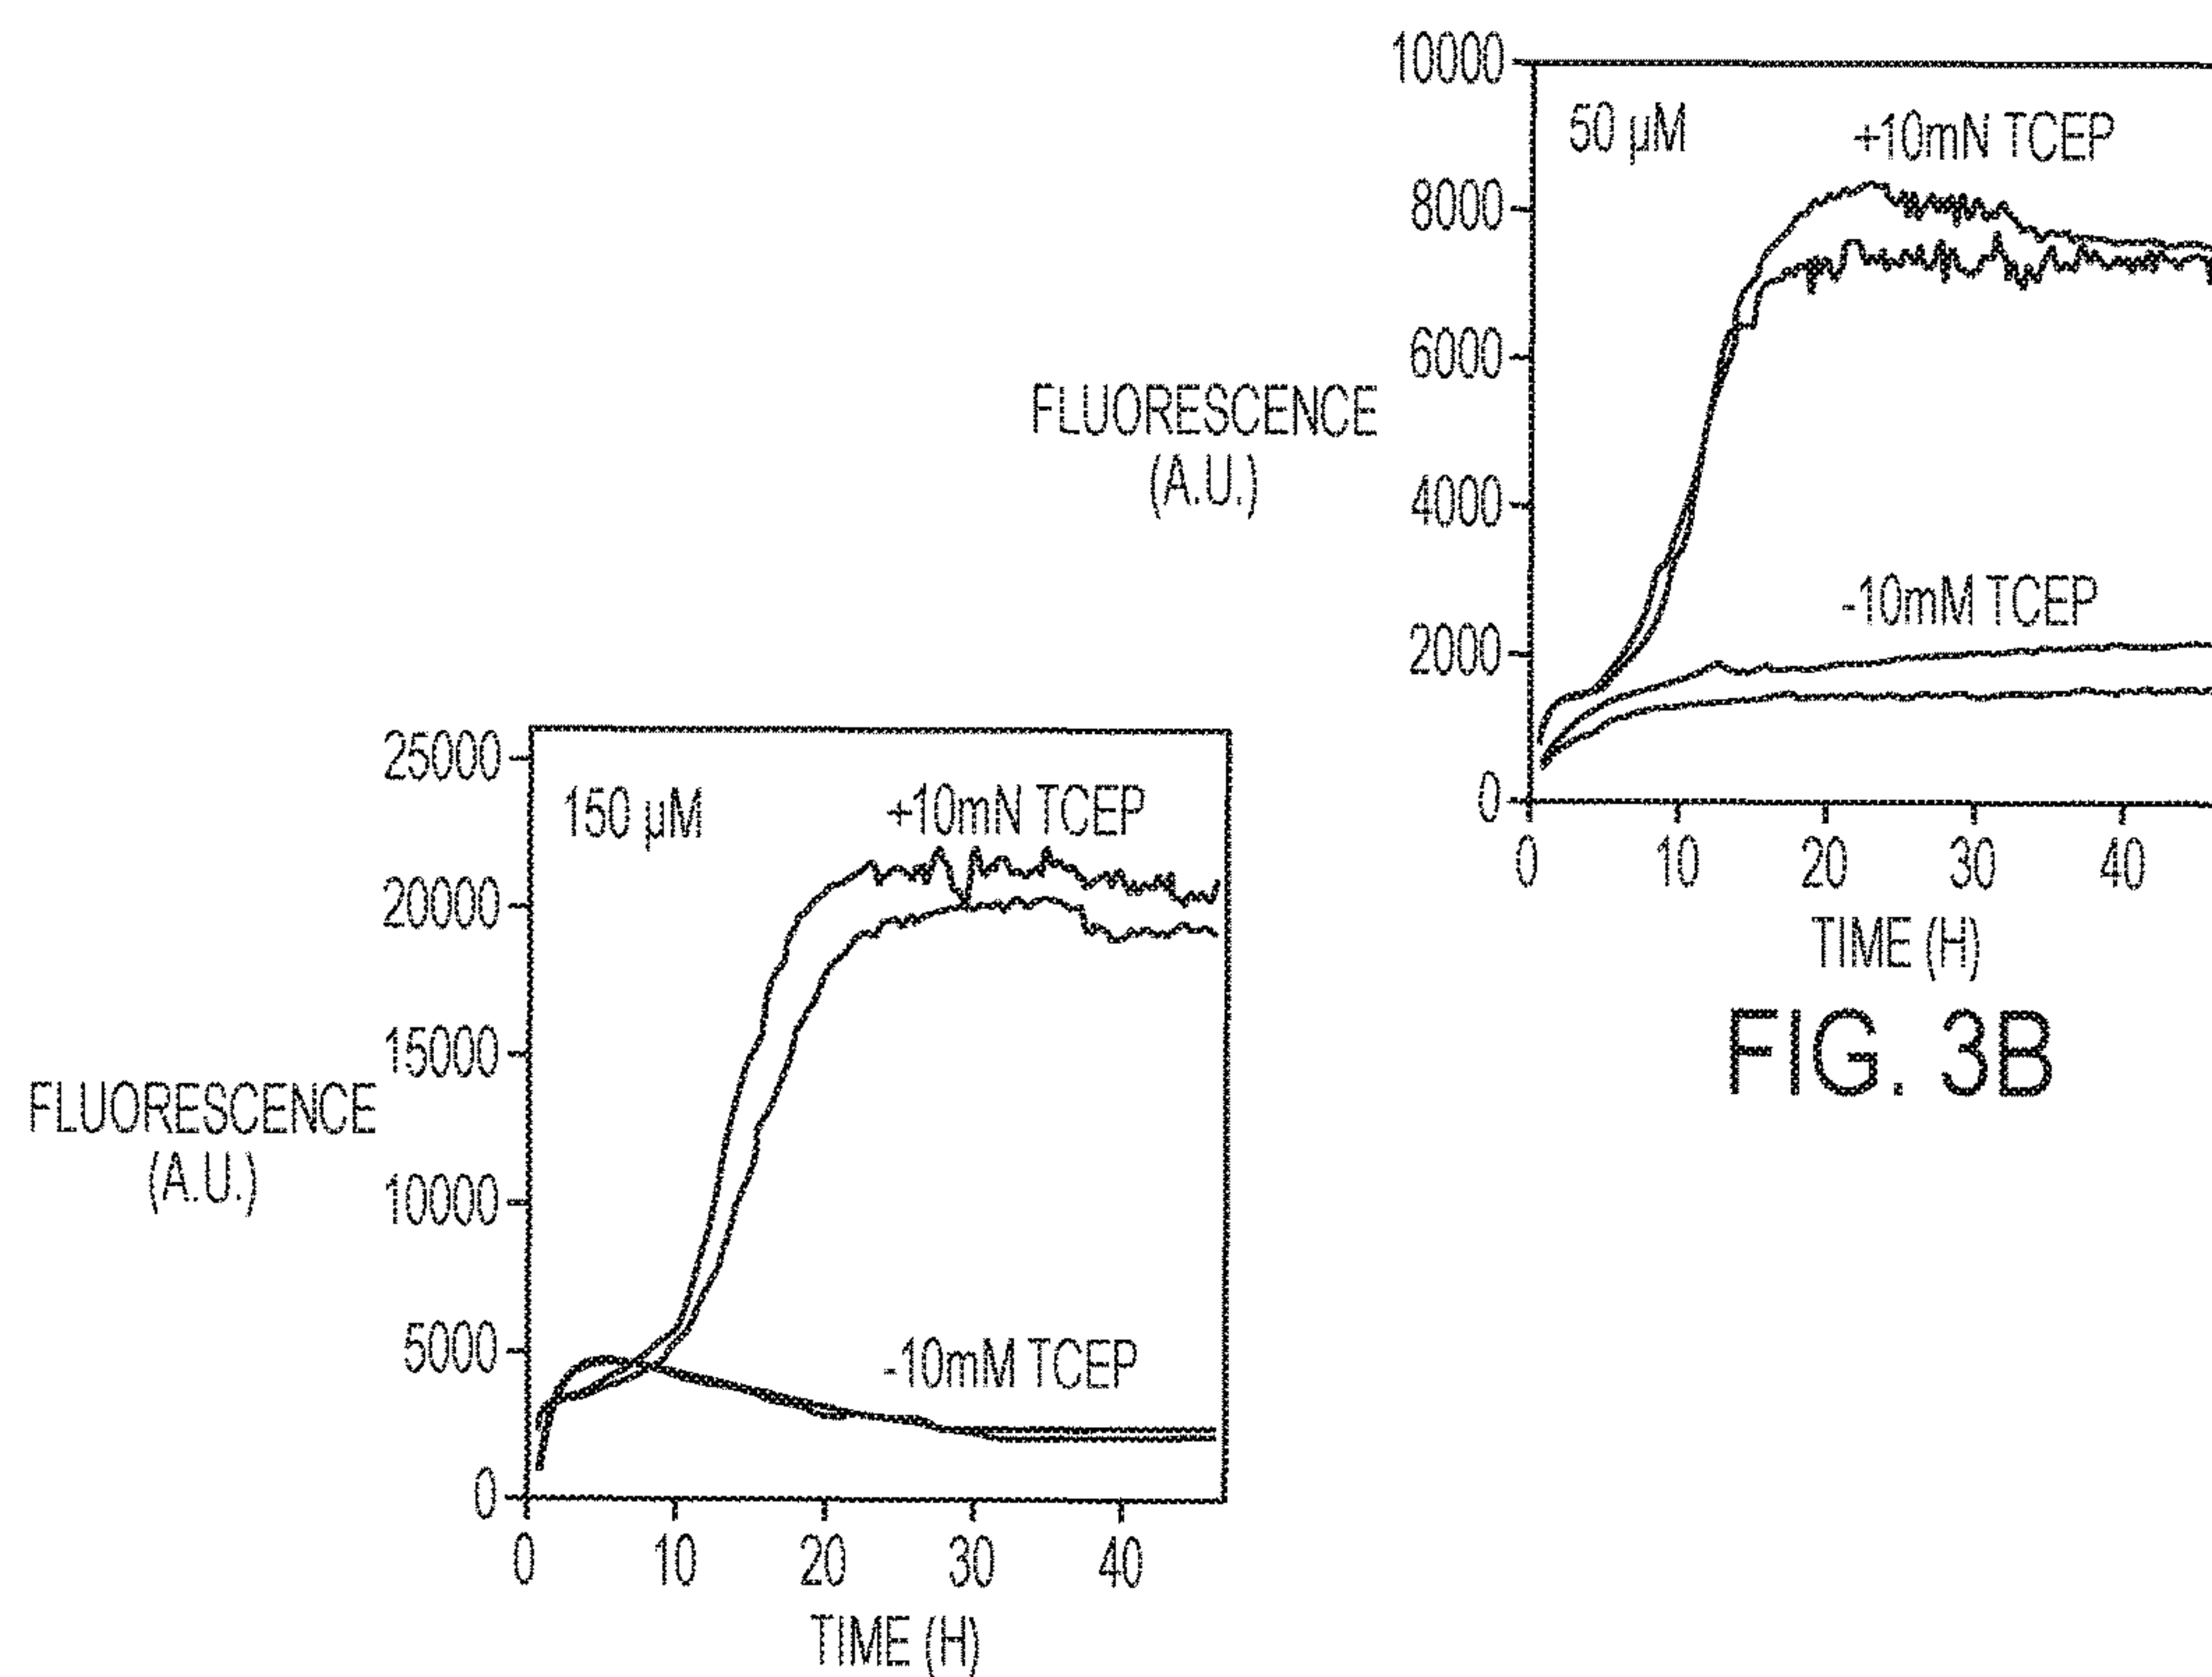 10000
50 µM
+10mN TCEP
8000
6000
FLUORESCENCE
(A.U.)
4000
-10mM TCEP
2000
0
0 10 20 30 40
TIME (H)
FIG. 3B
25000
150 µM
+10mN TCEP
20000
15000
FLUORESCENCE
(A.U.)
10000
5000
-10mM TCEP
0
0 10 20 30 40
TIME (H)